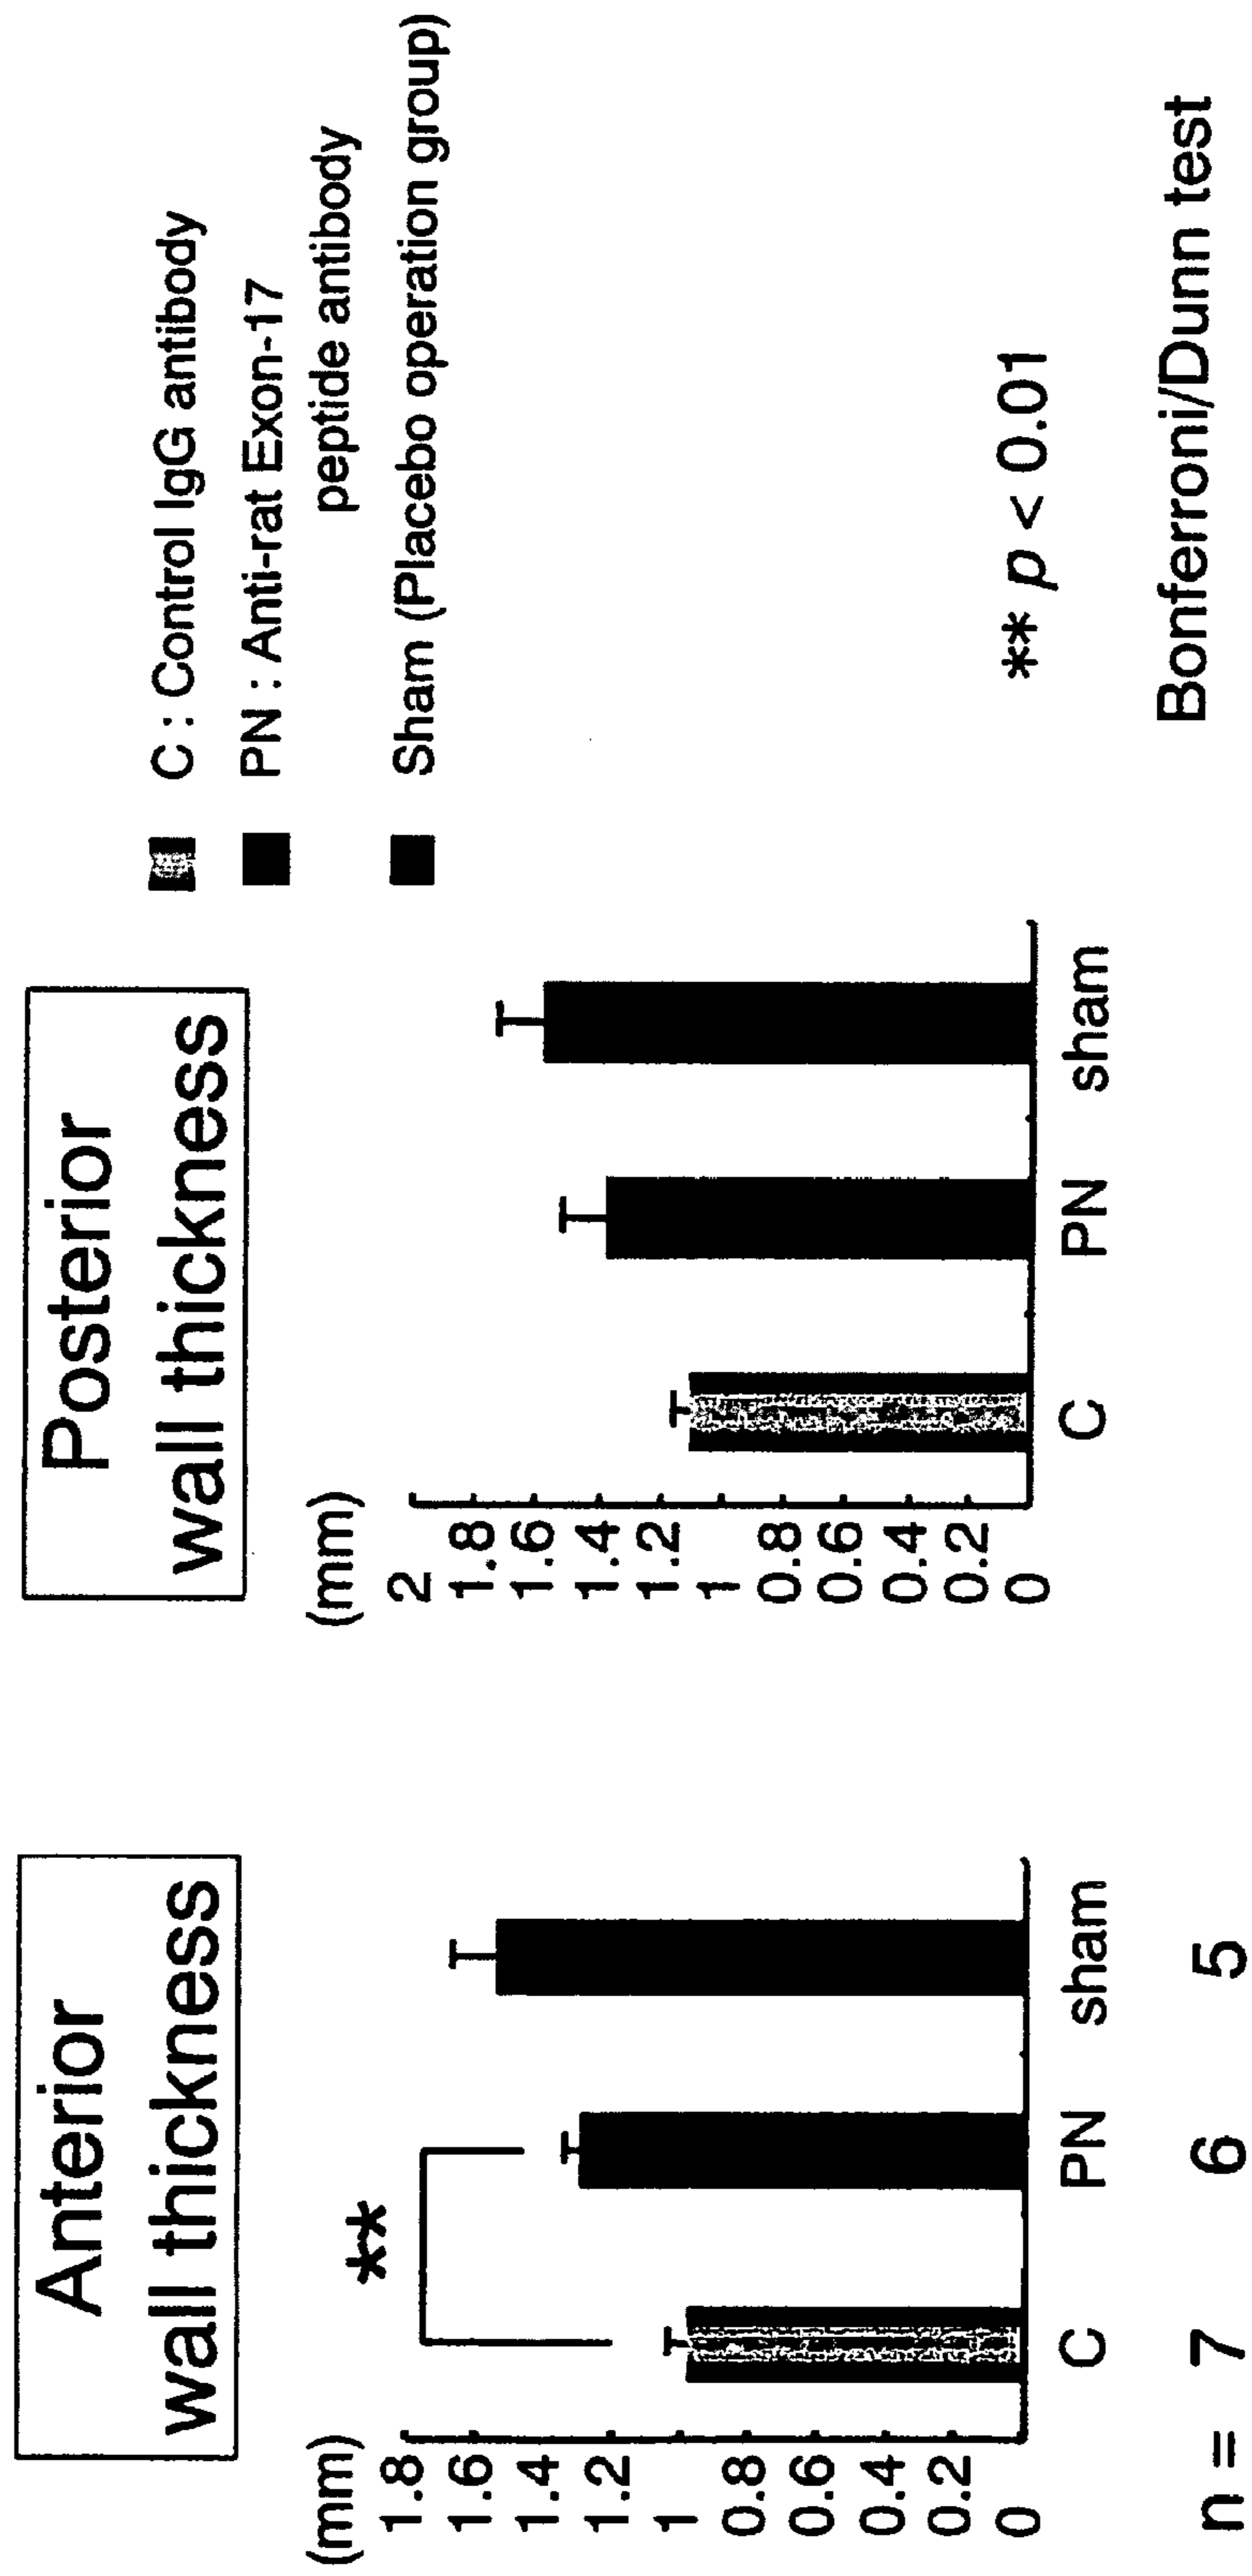 Anterior
wall thickness
(mm)
1.8
1.6
1.4
1.2
1
0.8
0.6
0.4
0.2
0
**
C PN sham
n = 7 6 5
Posterior
wall thickness
(mm)
2
1.8
1.6
1.4
1.2
1
0.8
0.6
0.4
0.2
0
C PN sham
C : Control IgG antibody
PN : Anti-rat Exon-17
peptide antibody
Sham (Placebo operation group)
** p < 0.01
Bonferroni/Dunn test